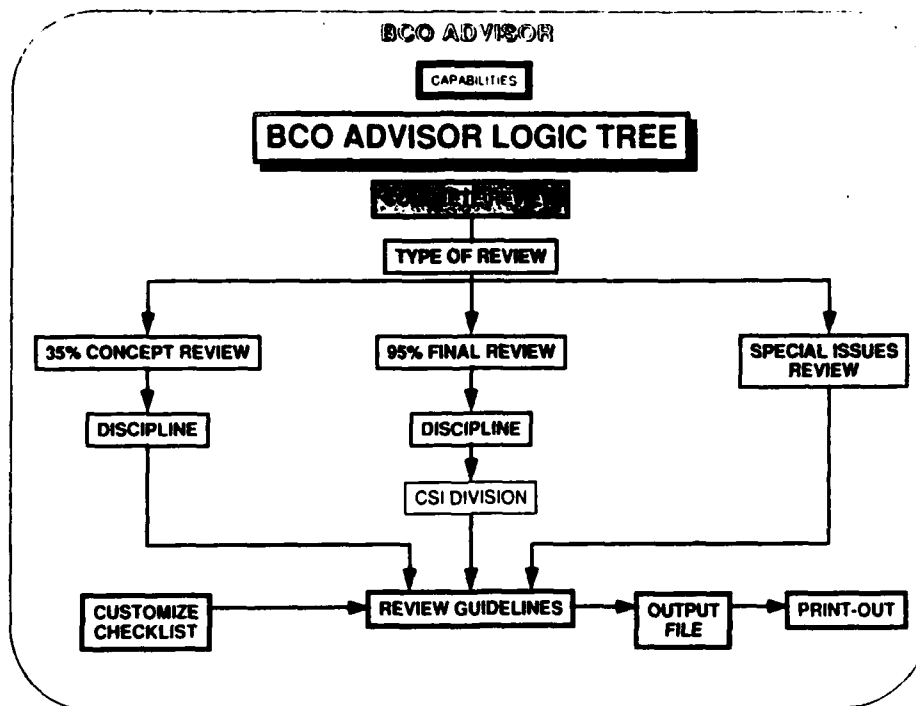 BCO ADVISOR
CAPABILITIES
BCO ADVISOR LOGIC TREE
TYPE OF REVIEW
35% CONCEPT REVIEW
95% FINAL REVIEW
SPECIAL ISSUES
REVIEW
DISCIPLINE
DISCIPLINE
CSI DIVISION
CUSTOMIZE
CHECKLIST
REVIEW GUIDELINES
OUTPUT
FILE
PRINT-OUT